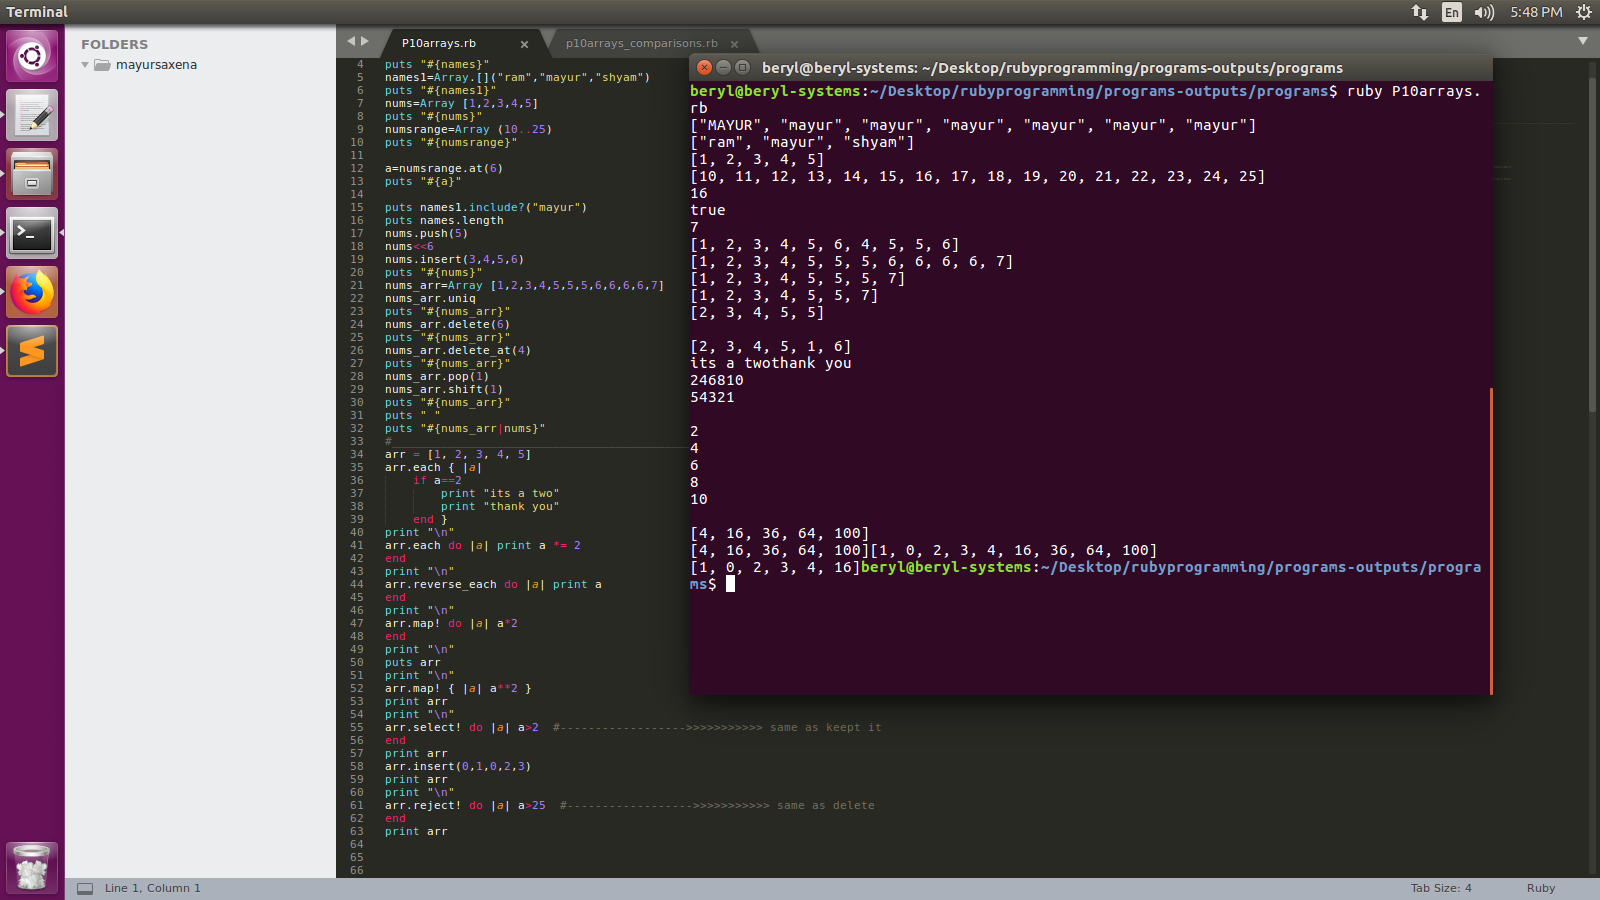 Terminal
En
5:48 PM
FOLDERS
mayursaxena
P10arrays.rb ×
p10arrays_comparisons.rb ×
4 puts "#{names}"
5 names1=Array.[]("ram","mayur","shyam")
6 puts "#{names1}"
7 nums=Array [1,2,3,4,5]
8 puts "#{nums}"
9 numsrange=Array (10..25)
10 puts "#{numsrange}"
11
12 a=numsrange.at(6)
13 puts "#{a}"
14
15 puts names1.include?("mayur")
16 puts names.length
17 nums.push(5)
18 nums<<6
19 nums.insert(3,4,5,6)
20 puts "#{nums}"
21 nums_arr=Array [1,2,3,4,5,5,5,6,6,6,6,7]
22 nums_arr.uniq
23 puts "#{nums_arr}"
24 nums_arr.delete(6)
25 puts "#{nums_arr}"
26 nums_arr.delete_at(4)
27 puts "#{nums_arr}"
28 nums_arr.pop(1)
29 nums_arr.shift(1)
30 puts "#{nums_arr}"
31 puts " "
32 puts "#{nums_arr|nums}"
33 #___________________________________________
34 arr = [1, 2, 3, 4, 5]
35 arr.each { |a|
36 if a==2
37 print "its a two"
38 print "thank you"
39 end }
40 print "\n"
41 arr.each do |a| print a *= 2
42 end
43 print "\n"
44 arr.reverse_each do |a| print a
45 end
46 print "\n"
47 arr.map! do |a| a*2
48 end
49 print "\n"
50 puts arr
51 print "\n"
52 arr.map! { |a| a**2 }
53 print arr
54 print "\n"
55 arr.select! do |a| a>2 #------------------>>>>>>>>>>> same as keept it
56 end
57 print arr
58 arr.insert(0,1,0,2,3)
59 print arr
60 print "\n"
61 arr.reject! do |a| a>25 #------------------>>>>>>>>>>> same as delete
62 end
63 print arr
64
65
66
beryl@beryl-systems: ~/Desktop/rubyprogramming/programs-outputs/programs
beryl@beryl-systems:~/Desktop/rubyprogramming/programs-outputs/programs$ ruby P10arrays.
rb
["MAYUR", "mayur", "mayur", "mayur", "mayur", "mayur", "mayur"]
["ram", "mayur", "shyam"]
[1, 2, 3, 4, 5]
[10, 11, 12, 13, 14, 15, 16, 17, 18, 19, 20, 21, 22, 23, 24, 25]
16
true
7
[1, 2, 3, 4, 5, 6, 4, 5, 5, 6]
[1, 2, 3, 4, 5, 5, 5, 6, 6, 6, 6, 7]
[1, 2, 3, 4, 5, 5, 5, 7]
[1, 2, 3, 4, 5, 5, 7]
[2, 3, 4, 5, 5]
[2, 3, 4, 5, 1, 6]
its a twothank you
246810
54321
2
4
6
8
10
[4, 16, 36, 64, 100]
[4, 16, 36, 64, 100][1, 0, 2, 3, 4, 16, 36, 64, 100]
[1, 0, 2, 3, 4, 16]beryl@beryl-systems:~/Desktop/rubyprogramming/programs-outputs/progra
ms$
Line 1, Column 1
Tab Size: 4
Ruby